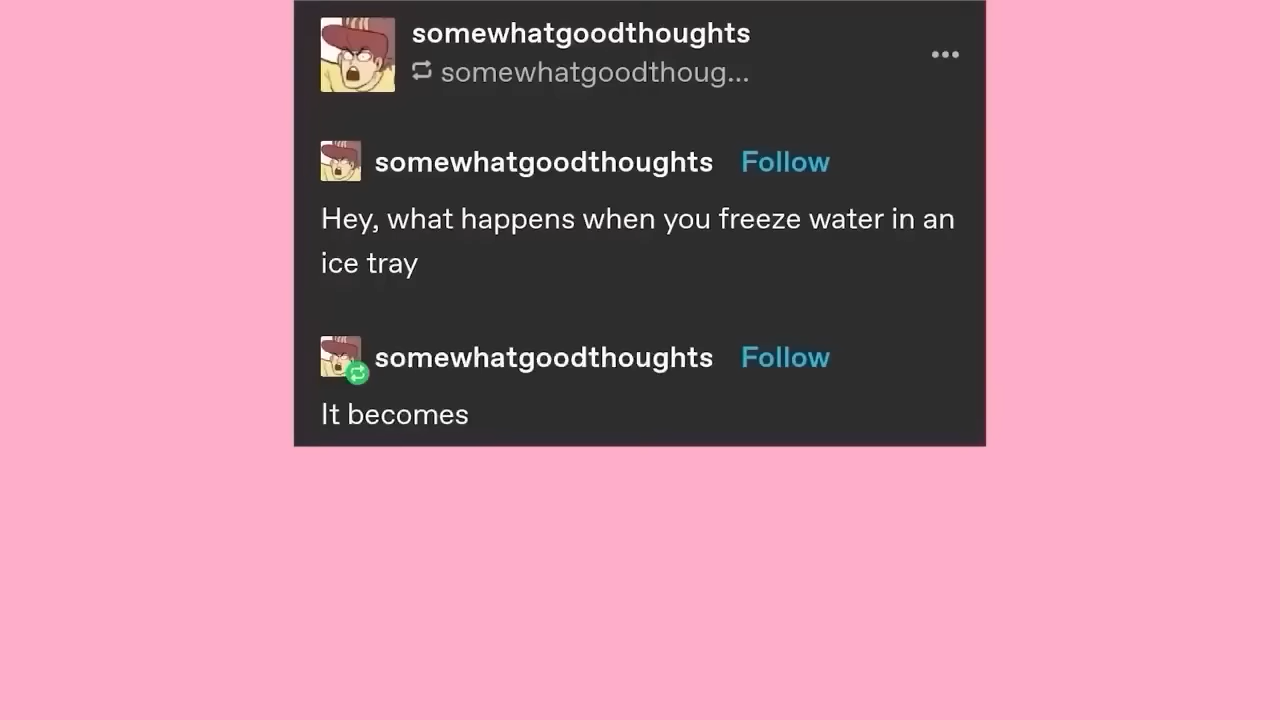 somewhatgoodthoughts
somewhatgoodthoug...
somewhatgoodthoughts Follow
Hey, what happens when you freeze water in an
ice tray
somewhatgoodthoughts Follow
It becomes